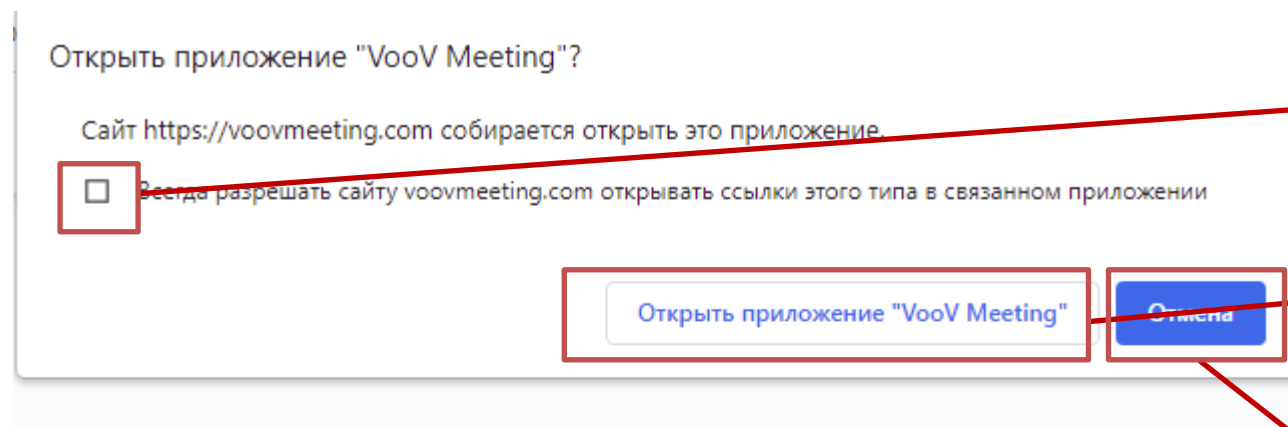 Открыть приложение "VooV Meeting"?
Сайт https://voovmeeting.com собирается открыть это приложение.
Всегда разрешать сайту voovmeeting.com открывать ссылки этого типа в связанном приложении
Открыть приложение "VooV Meeting"
Отмена